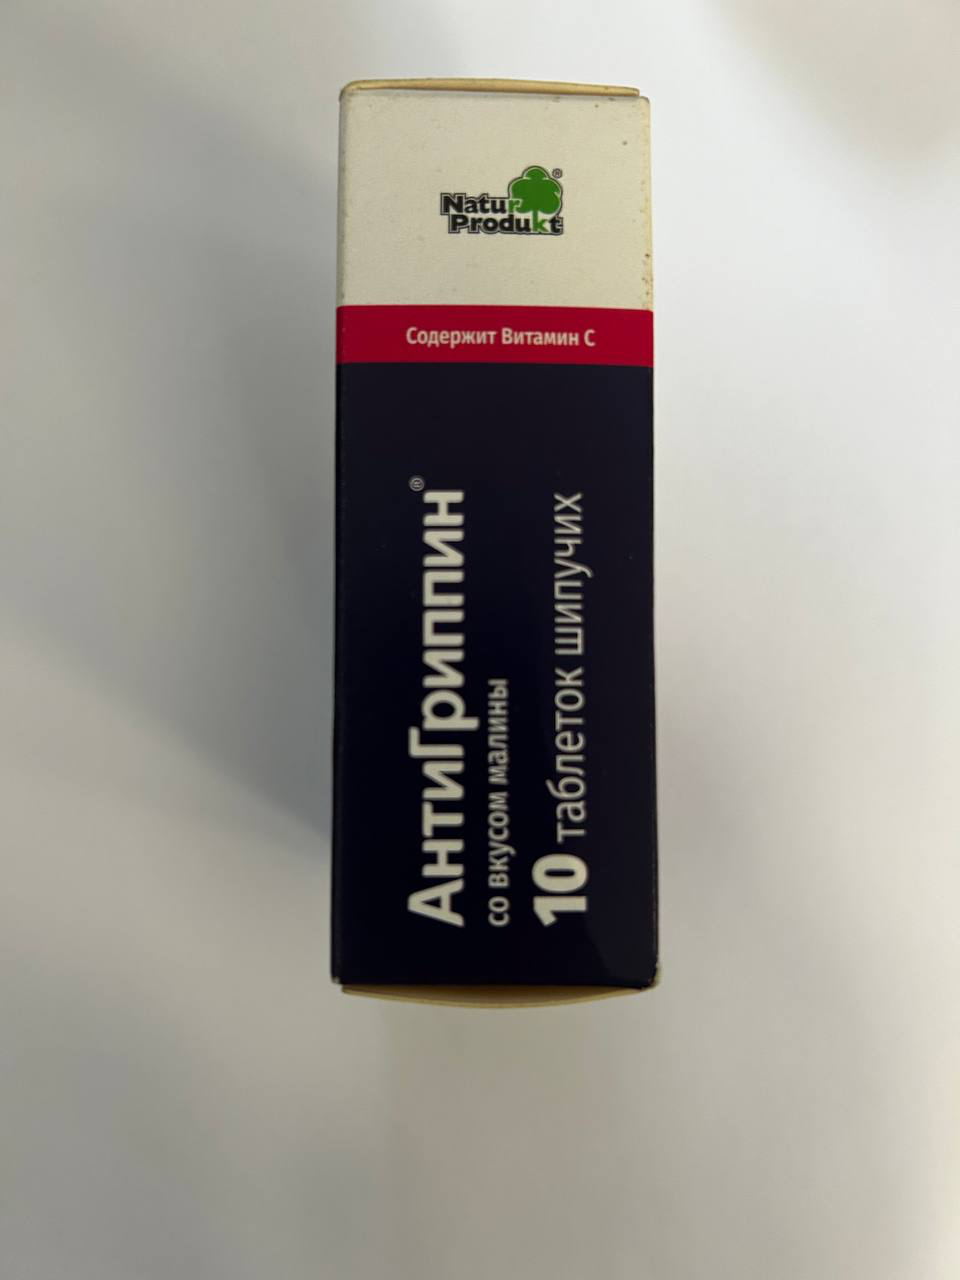 Natur ®
Produkt
Содержит Витамин С
АнтиГриппин®
со вкусом малины
10 таблеток шипучих